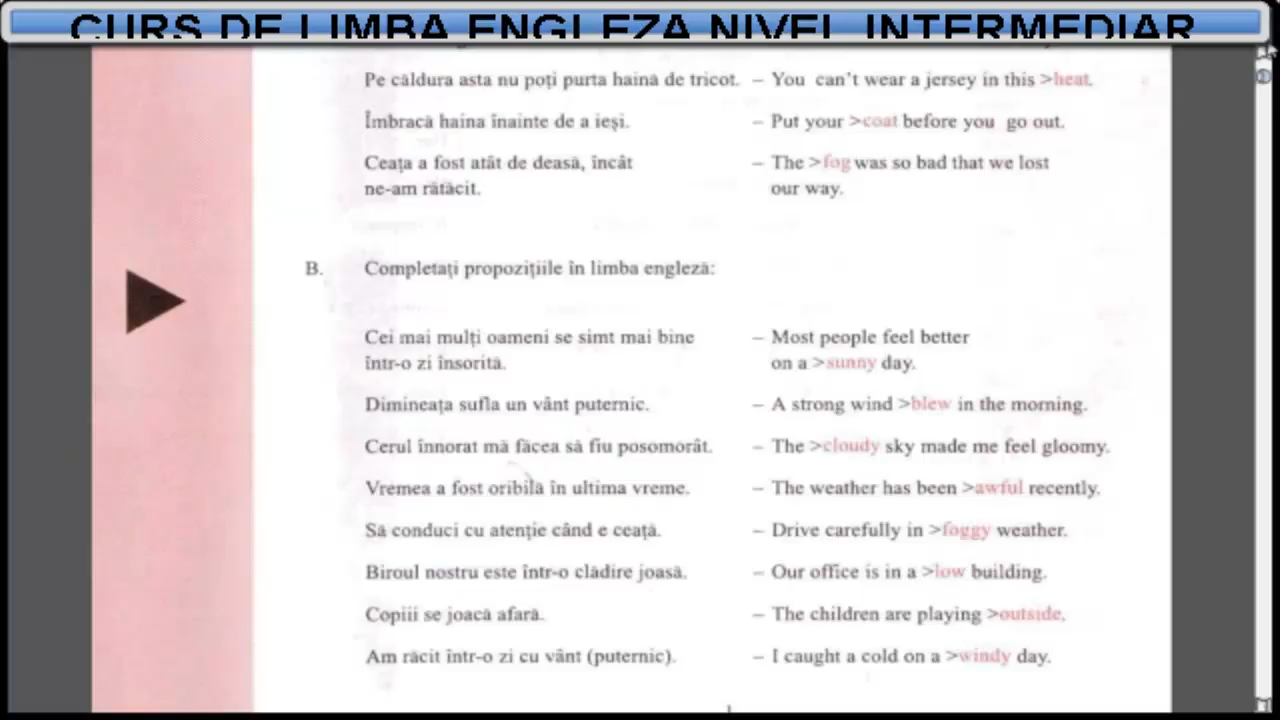 CURS DE LIMBA ENGLEZA NIVEL INTERMEDIAR
Pe căldura asta nu poți purta haină de tricot. – You can't wear a jersey in this >heat.
Îmbracă haina înainte de a ieși. – Put your >coat before you go out.
Ceața a fost atât de deasă, încât – The >fog was so bad that we lost
ne-am rătăcit. our way.
B. Completați propozițiile în limba engleză:
Cei mai mulți oameni se simt mai bine – Most people feel better
într-o zi însorită. on a >sunny day.
Dimineața sufla un vânt puternic. – A strong wind >blew in the morning.
Cerul înnorat mă făcea să fiu posomorât. – The >cloudy sky made me feel gloomy.
Vremea a fost oribilă în ultima vreme. – The weather has been >awful recently.
Să conduci cu atenție când e ceață. – Drive carefully in >foggy weather.
Biroul nostru este într-o clădire joasă. – Our office is in a >low building.
Copiii se joacă afară. – The children are playing >outside.
Am răcit într-o zi cu vânt (puternic). – I caught a cold on a >windy day.